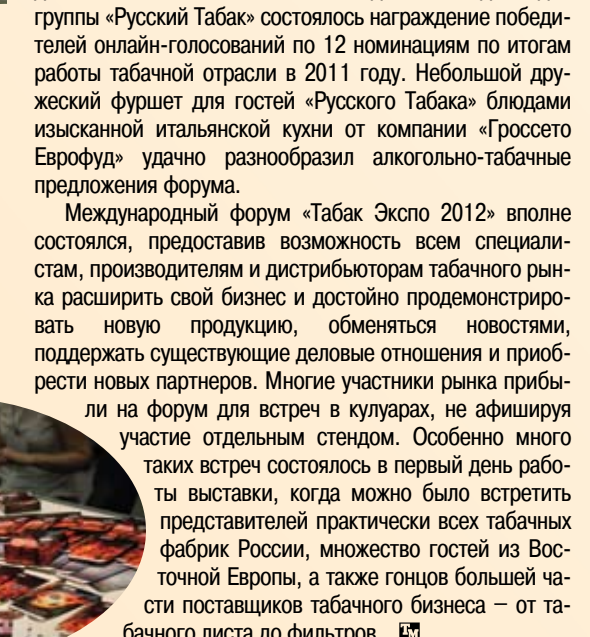 группы «Русский Табак» состоялось награждение победи-
телей онлайн-голосований по 12 номинациям по итогам
работы табачной отрасли в 2011 году. Небольшой дру-
жеский фуршет для гостей «Русского Табака» блюдами
изысканной итальянской кухни от компании «Гроссето
Еврофуд» удачно разнообразил алкогольно-табачные
предложения форума.
Международный форум «Табак Экспо 2012» вполне
состоялся, предоставив возможность всем специали-
стам, производителям и дистрибьюторам табачного рын-
ка расширить свой бизнес и достойно продемонстриро-
вать новую продукцию, обменяться новостями,
поддержать существующие деловые отношения и приоб-
рести новых партнеров. Многие участники рынка прибы-
ли на форум для встреч в кулуарах, не афишируя
участие отдельным стендом. Особенно много
таких встреч состоялось в первый день рабо-
ты выставки, когда можно было встретить
представителей практически всех табачных
фабрик России, множество гостей из Вос-
точной Европы, а также гонцов большей ча-
сти поставщиков табачного бизнеса – от та-
бачного листа до фильтров. ТМ